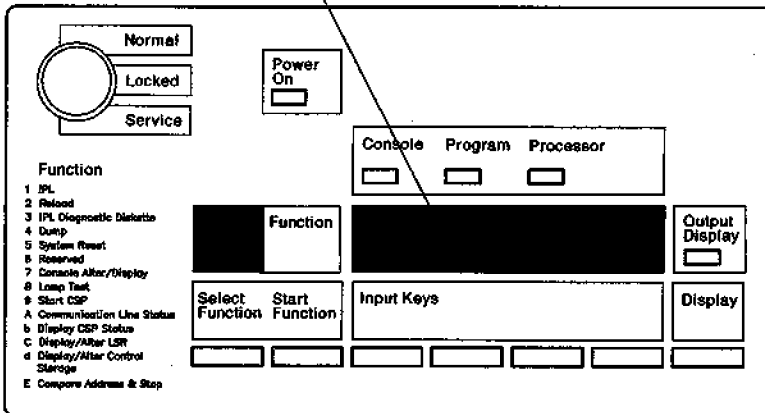 Normal
Locked
Service
Power
On
Console Program Processor
Function
1 IPL
2 Reload
3 IPL Diagnostic Diskette
4 Dump
5 System Reset
6 Reserved
7 Console Alter/Display
8 Lamp Test
9 Start CSP
A Communication Line Status
b Display CSP Status
C Display/Alter LSR
d Display/Alter Control
Storage
E Compare Address & Stop
Function
Output
Display
Select
Function
Start
Function
Input Keys
Display